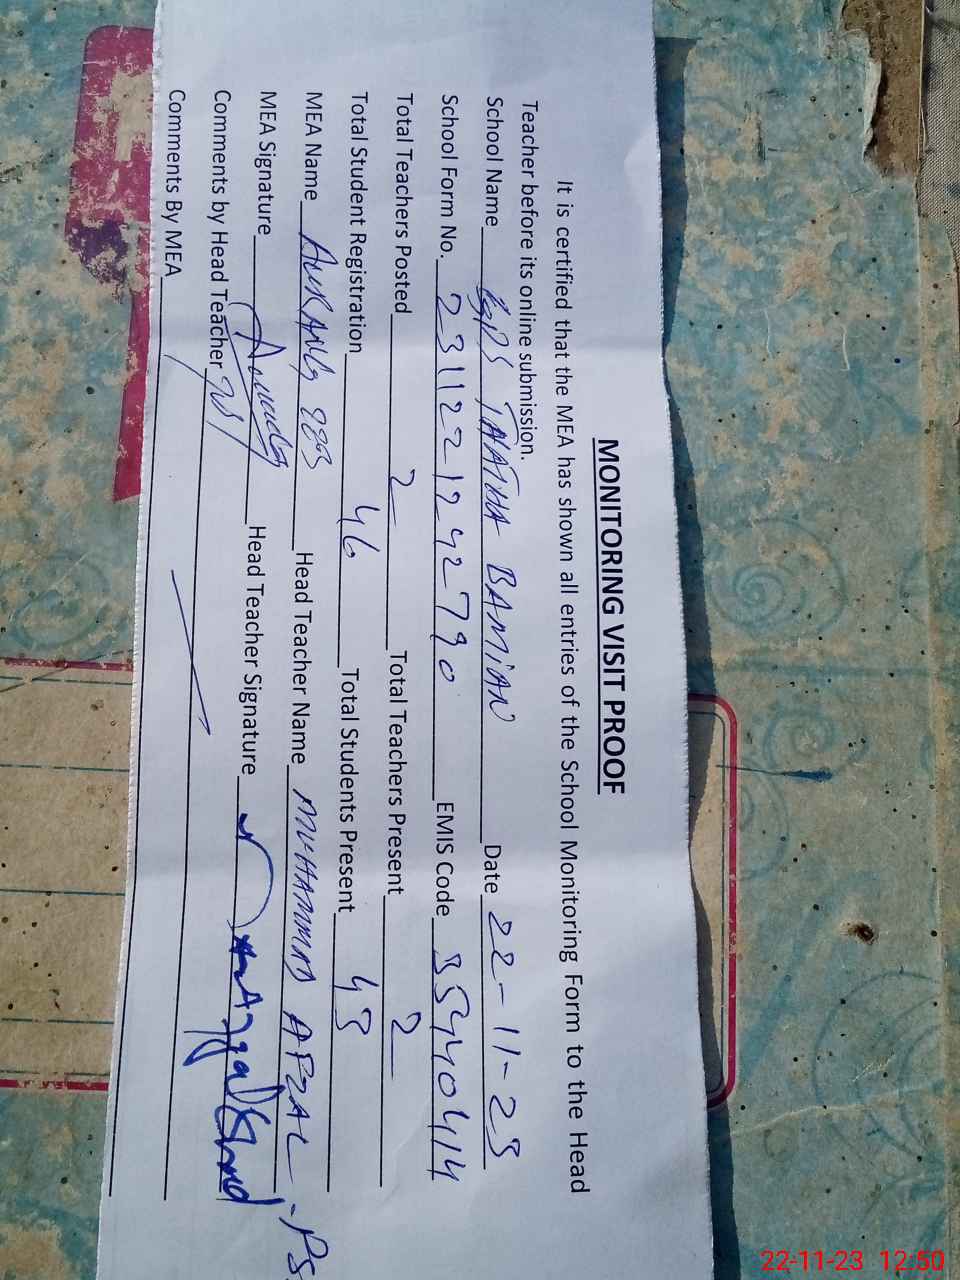 MONITORING VISIT PROOF
It is certified that the MEA has shown all entries of the School Monitoring Form to the Head
Teacher before its online submission.
School Name GPS THATHA BAMIAN Date 22-11-23
School Form No. 2311221242790 EMIS Code 35440414
Total Teachers Posted 2 Total Teachers Present 2
Total Student Registration 46 Total Students Present 43
MEA Name AURANG Head Teacher Name MUHAMMAD AFZAL - PS
MEA Signature Head Teacher Signature
Comments by Head Teacher
Comments By MEA
22-11-23 12:50